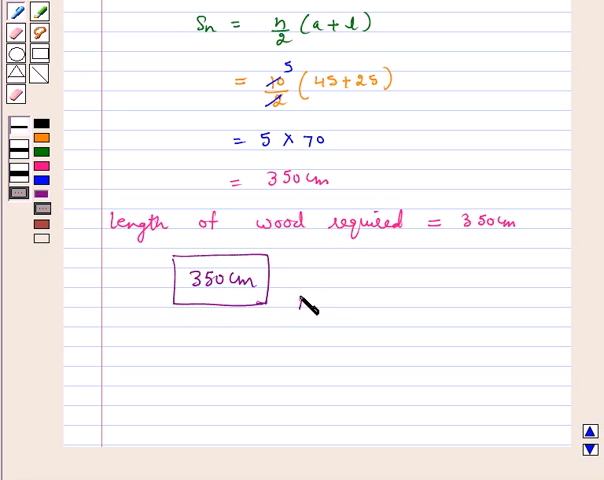 Sn = n/2 (a + l)
= 10/2 5 (45 + 25)
= 5 × 70
= 350 cm
length of wood required = 350 cm
350 cm